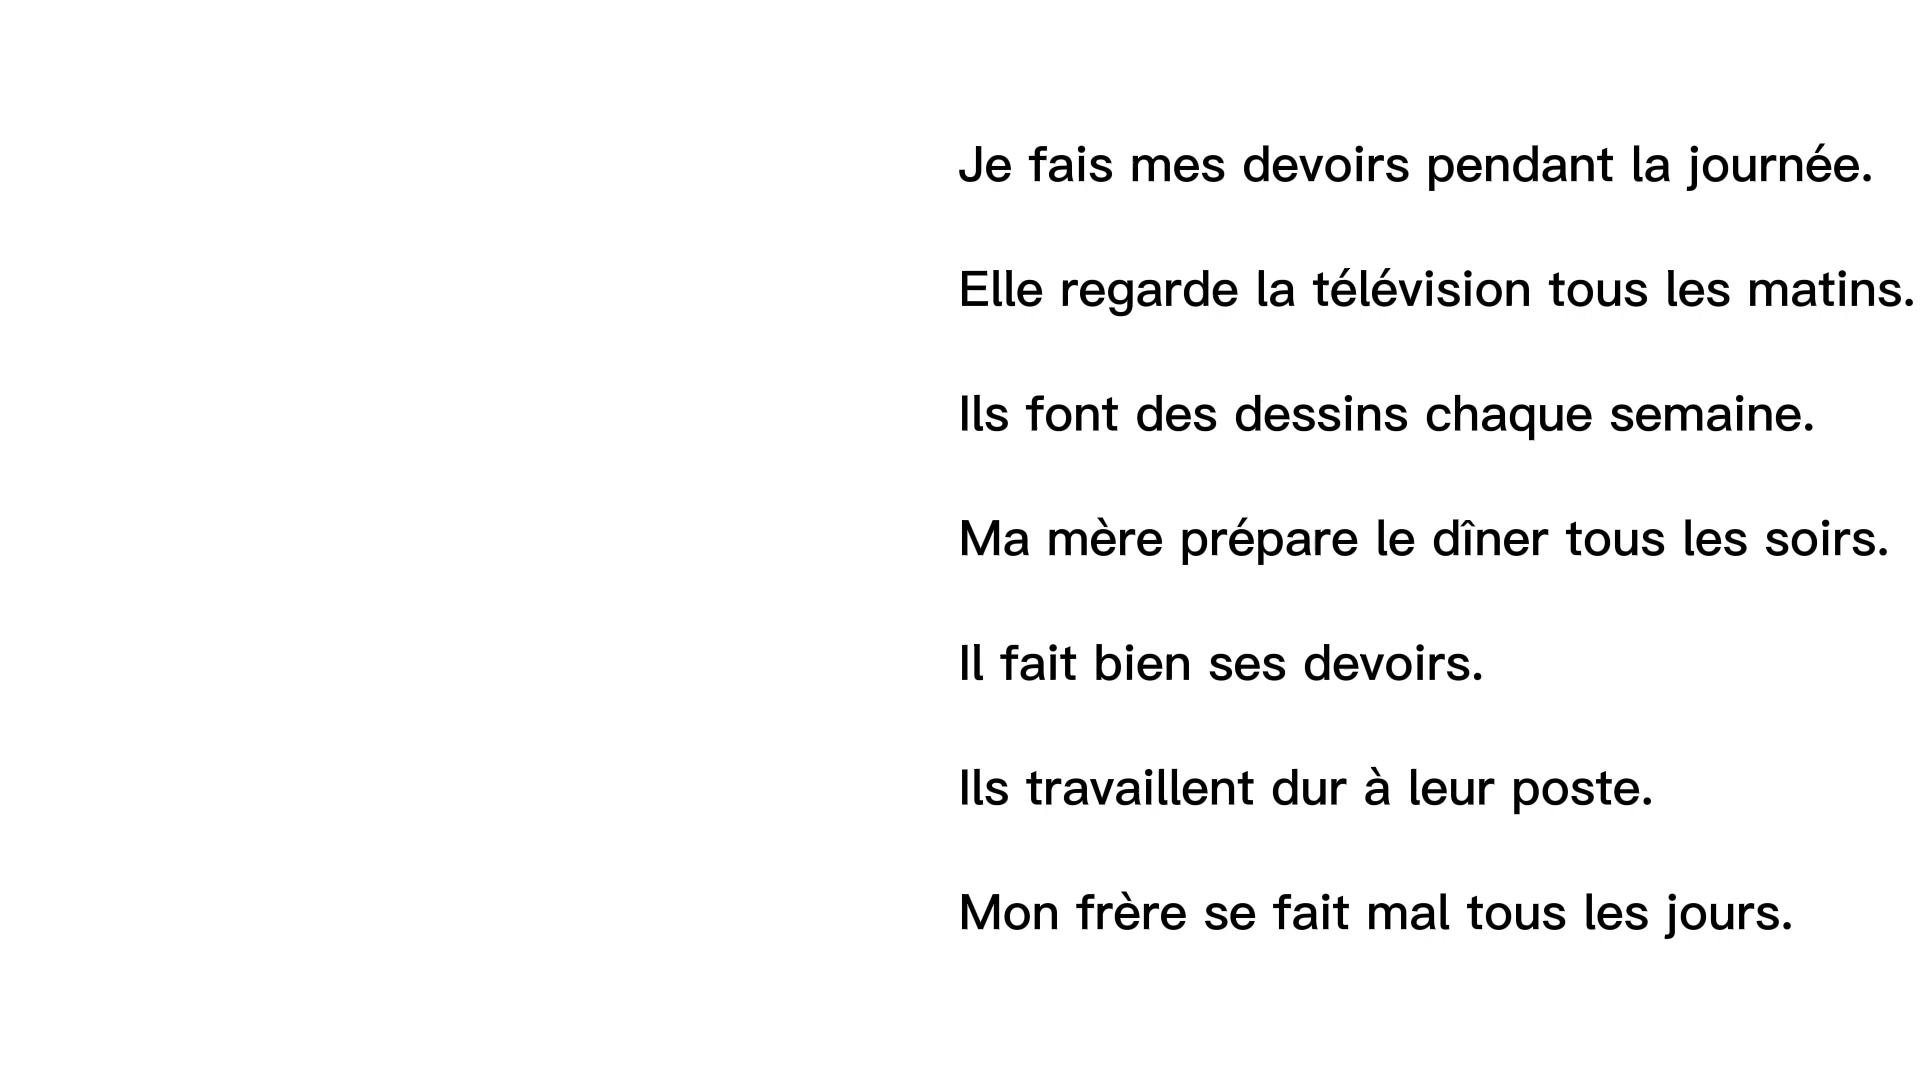 Je fais mes devoirs pendant la journée.
Elle regarde la télévision tous les matins.
Ils font des dessins chaque semaine.
Ma mère prépare le dîner tous les soirs.
Il fait bien ses devoirs.
Ils travaillent dur à leur poste.
Mon frère se fait mal tous les jours.